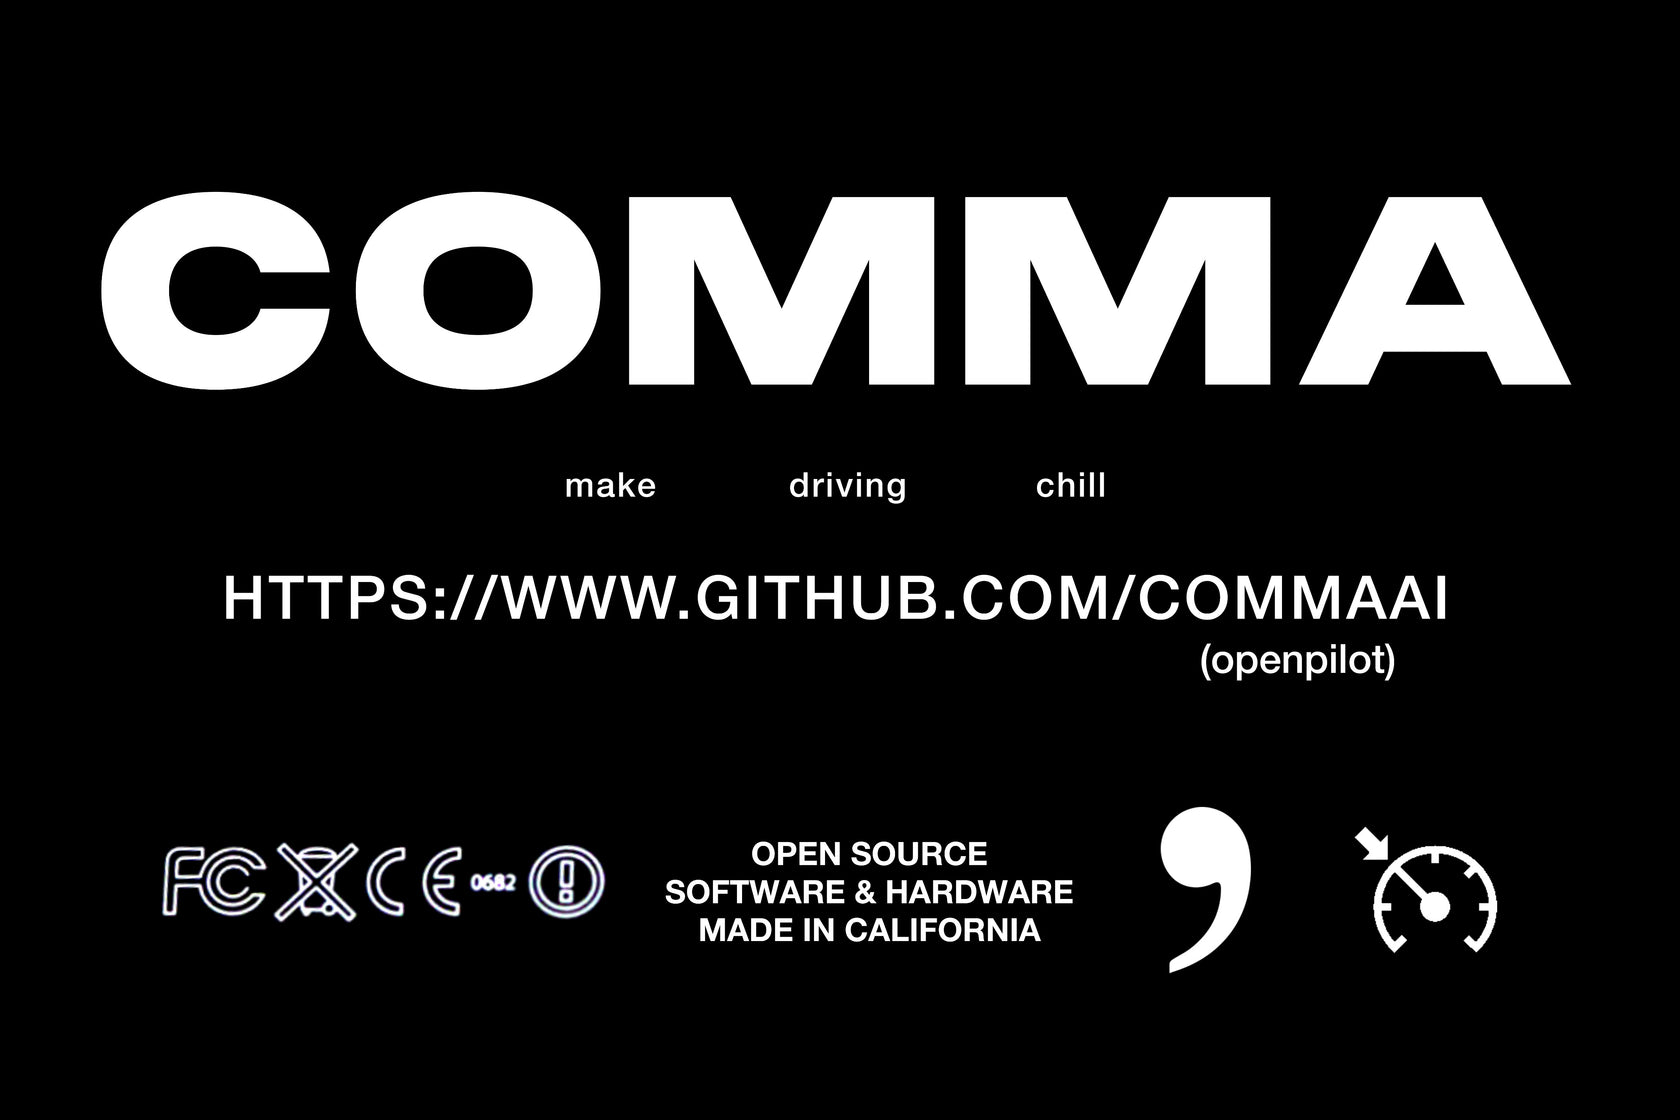 COMMA
make driving chill
HTTPS://WWW.GITHUB.COM/COMMAAI
(openpilot)
FC CE 0682
OPEN SOURCE
SOFTWARE & HARDWARE
MADE IN CALIFORNIA